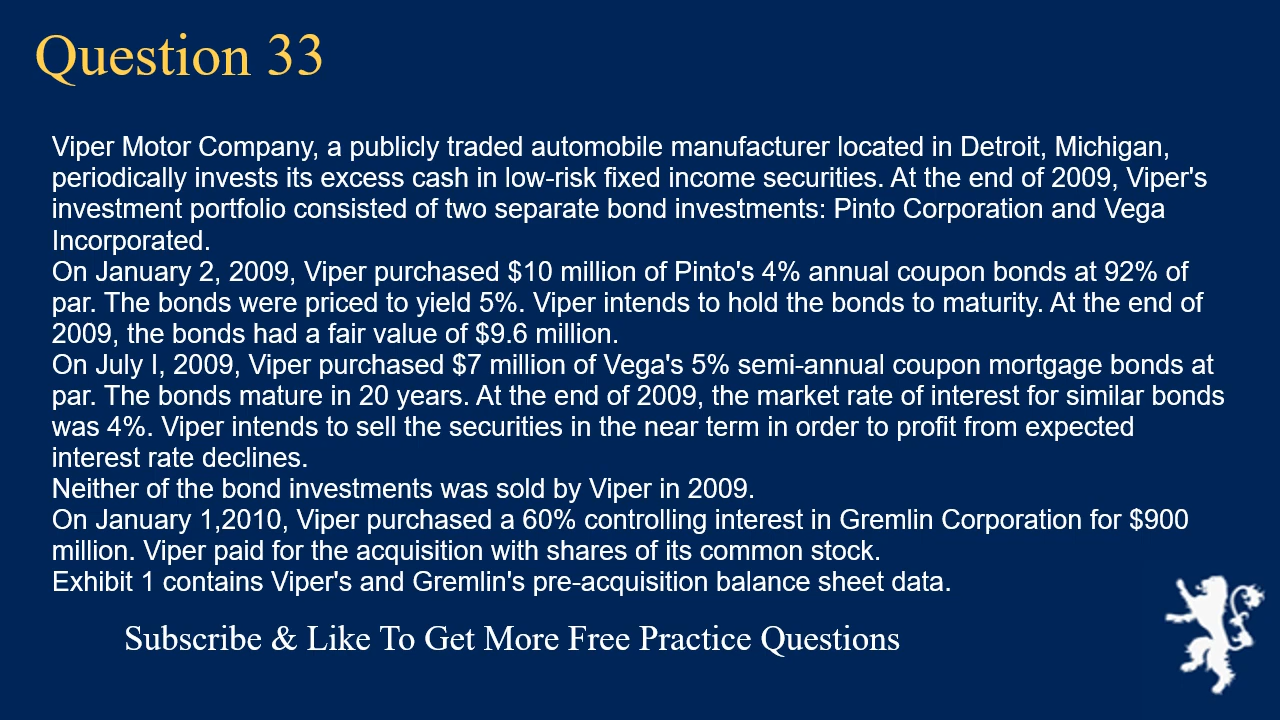 Question 33
Viper Motor Company, a publicly traded automobile manufacturer located in Detroit, Michigan,
periodically invests its excess cash in low-risk fixed income securities. At the end of 2009, Viper's
investment portfolio consisted of two separate bond investments: Pinto Corporation and Vega
Incorporated.
On January 2, 2009, Viper purchased $10 million of Pinto's 4% annual coupon bonds at 92% of
par. The bonds were priced to yield 5%. Viper intends to hold the bonds to maturity. At the end of
2009, the bonds had a fair value of $9.6 million.
On July I, 2009, Viper purchased $7 million of Vega's 5% semi-annual coupon mortgage bonds at
par. The bonds mature in 20 years. At the end of 2009, the market rate of interest for similar bonds
was 4%. Viper intends to sell the securities in the near term in order to profit from expected
interest rate declines.
Neither of the bond investments was sold by Viper in 2009.
On January 1,2010, Viper purchased a 60% controlling interest in Gremlin Corporation for $900
million. Viper paid for the acquisition with shares of its common stock.
Exhibit 1 contains Viper's and Gremlin's pre-acquisition balance sheet data.
Subscribe & Like To Get More Free Practice Questions